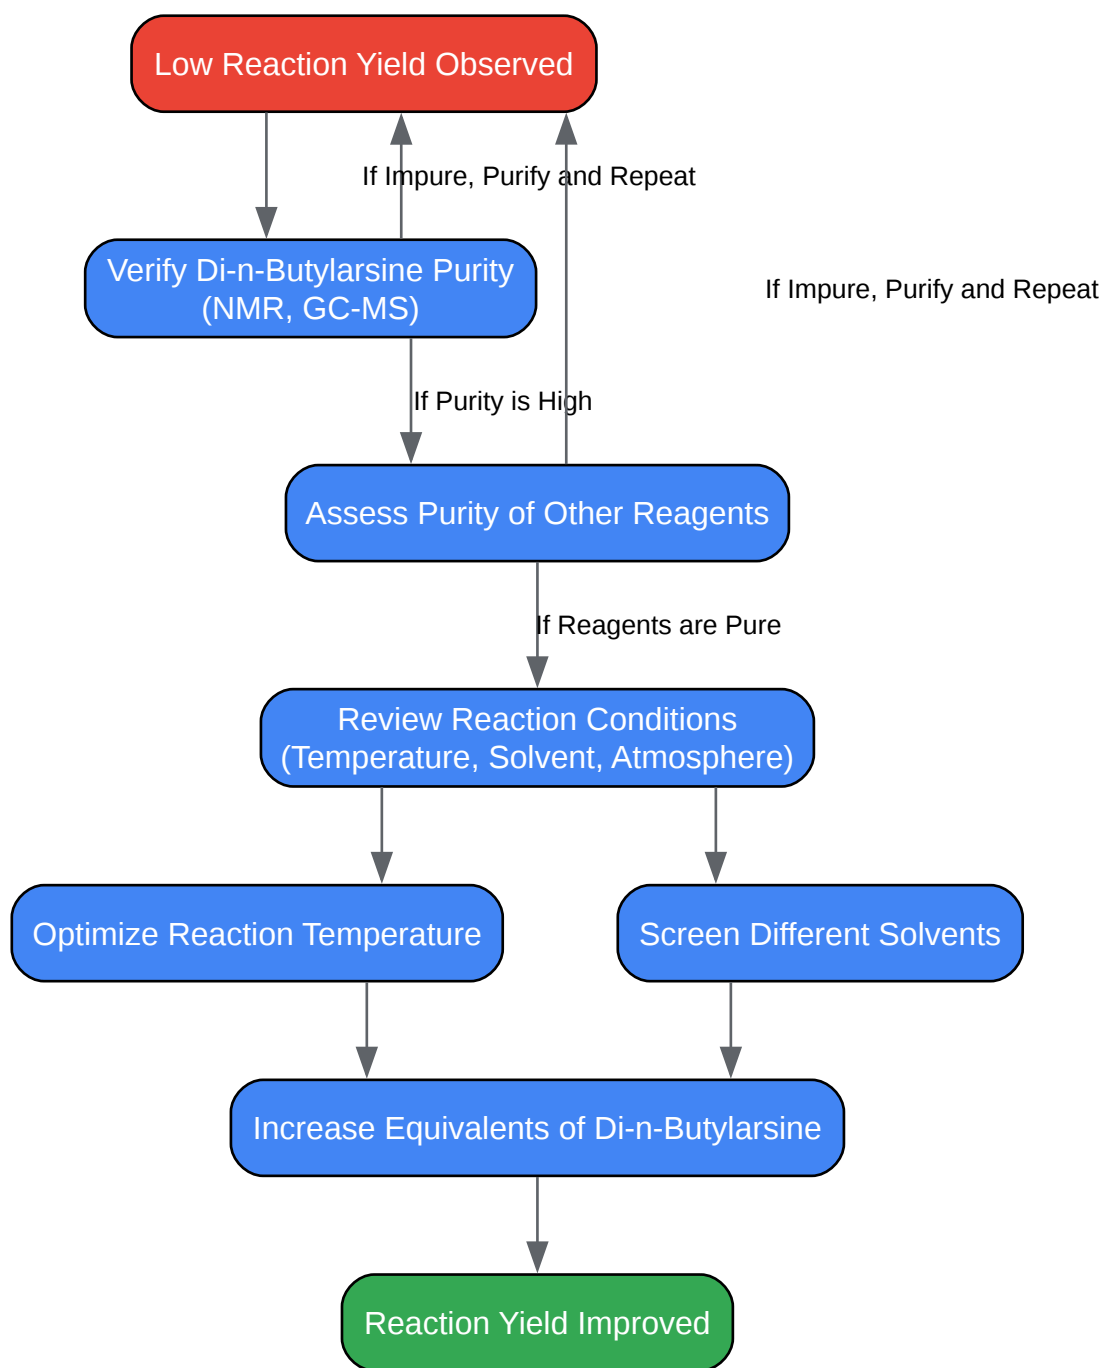 Low Reaction Yield Observed
If Impure, Purify and Repeat
Verify Di-n-Butylarsine Purity
(NMR, GC-MS)
If Impure, Purify and Repeat
If Purity is High
Assess Purity of Other Reagents
If Reagents are Pure
Review Reaction Conditions
(Temperature, Solvent, Atmosphere)
Optimize Reaction Temperature
Screen Different Solvents
Increase Equivalents of Di-n-Butylarsine
Reaction Yield Improved